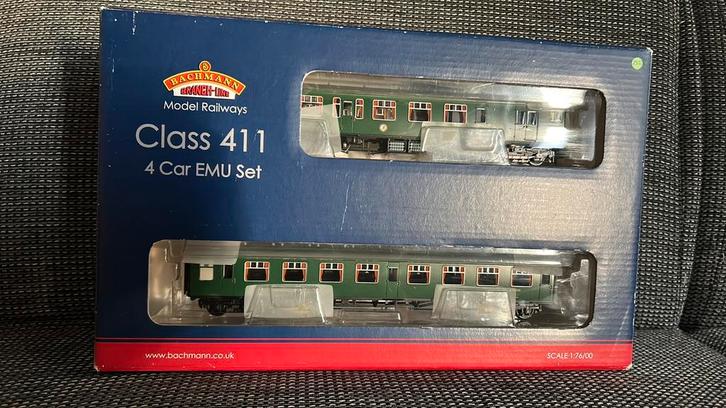 BACHMANN
BRANCH-LINE
Model Railways
Class 411
4 Car EMU Set
www.bachmann.co.uk
SCALE 1:76/00